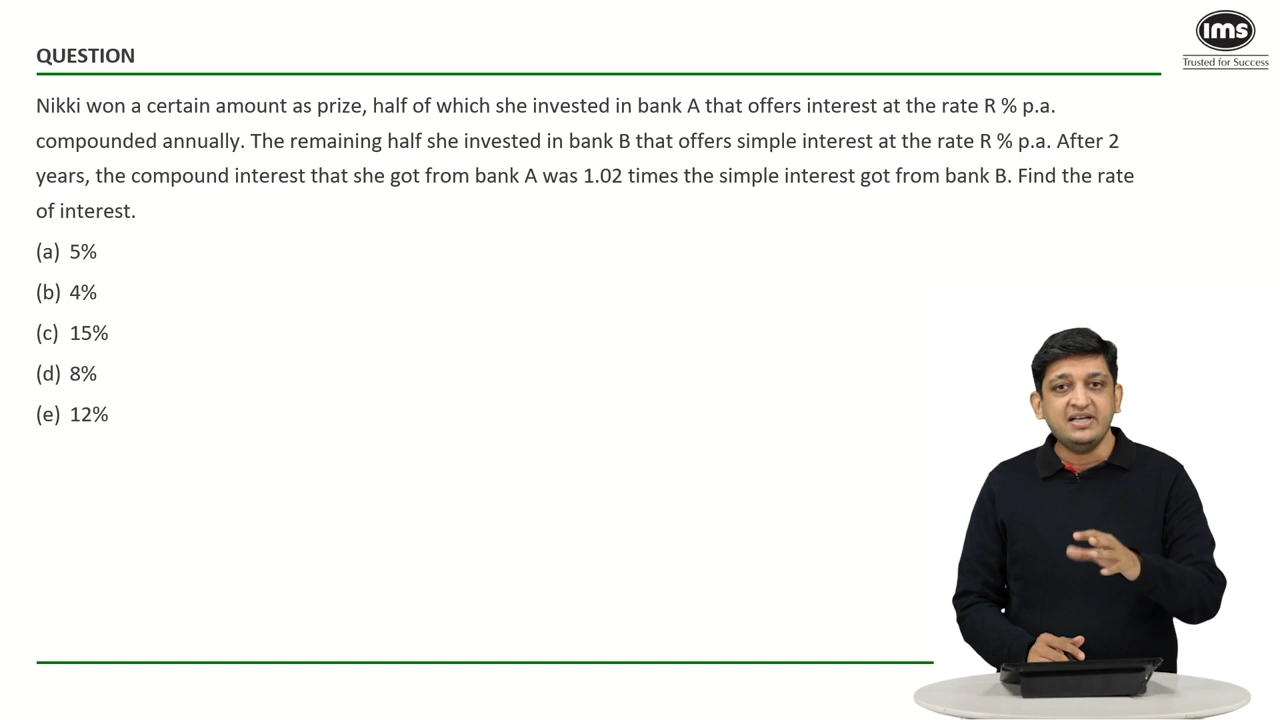 ims
Trusted for Success
QUESTION
Nikki won a certain amount as prize, half of which she invested in bank A that offers interest at the rate R % p.a.
compounded annually. The remaining half she invested in bank B that offers simple interest at the rate R % p.a. After 2
years, the compound interest that she got from bank A was 1.02 times the simple interest got from bank B. Find the rate
of interest.
(a) 5%
(b) 4%
(c) 15%
(d) 8%
(e) 12%